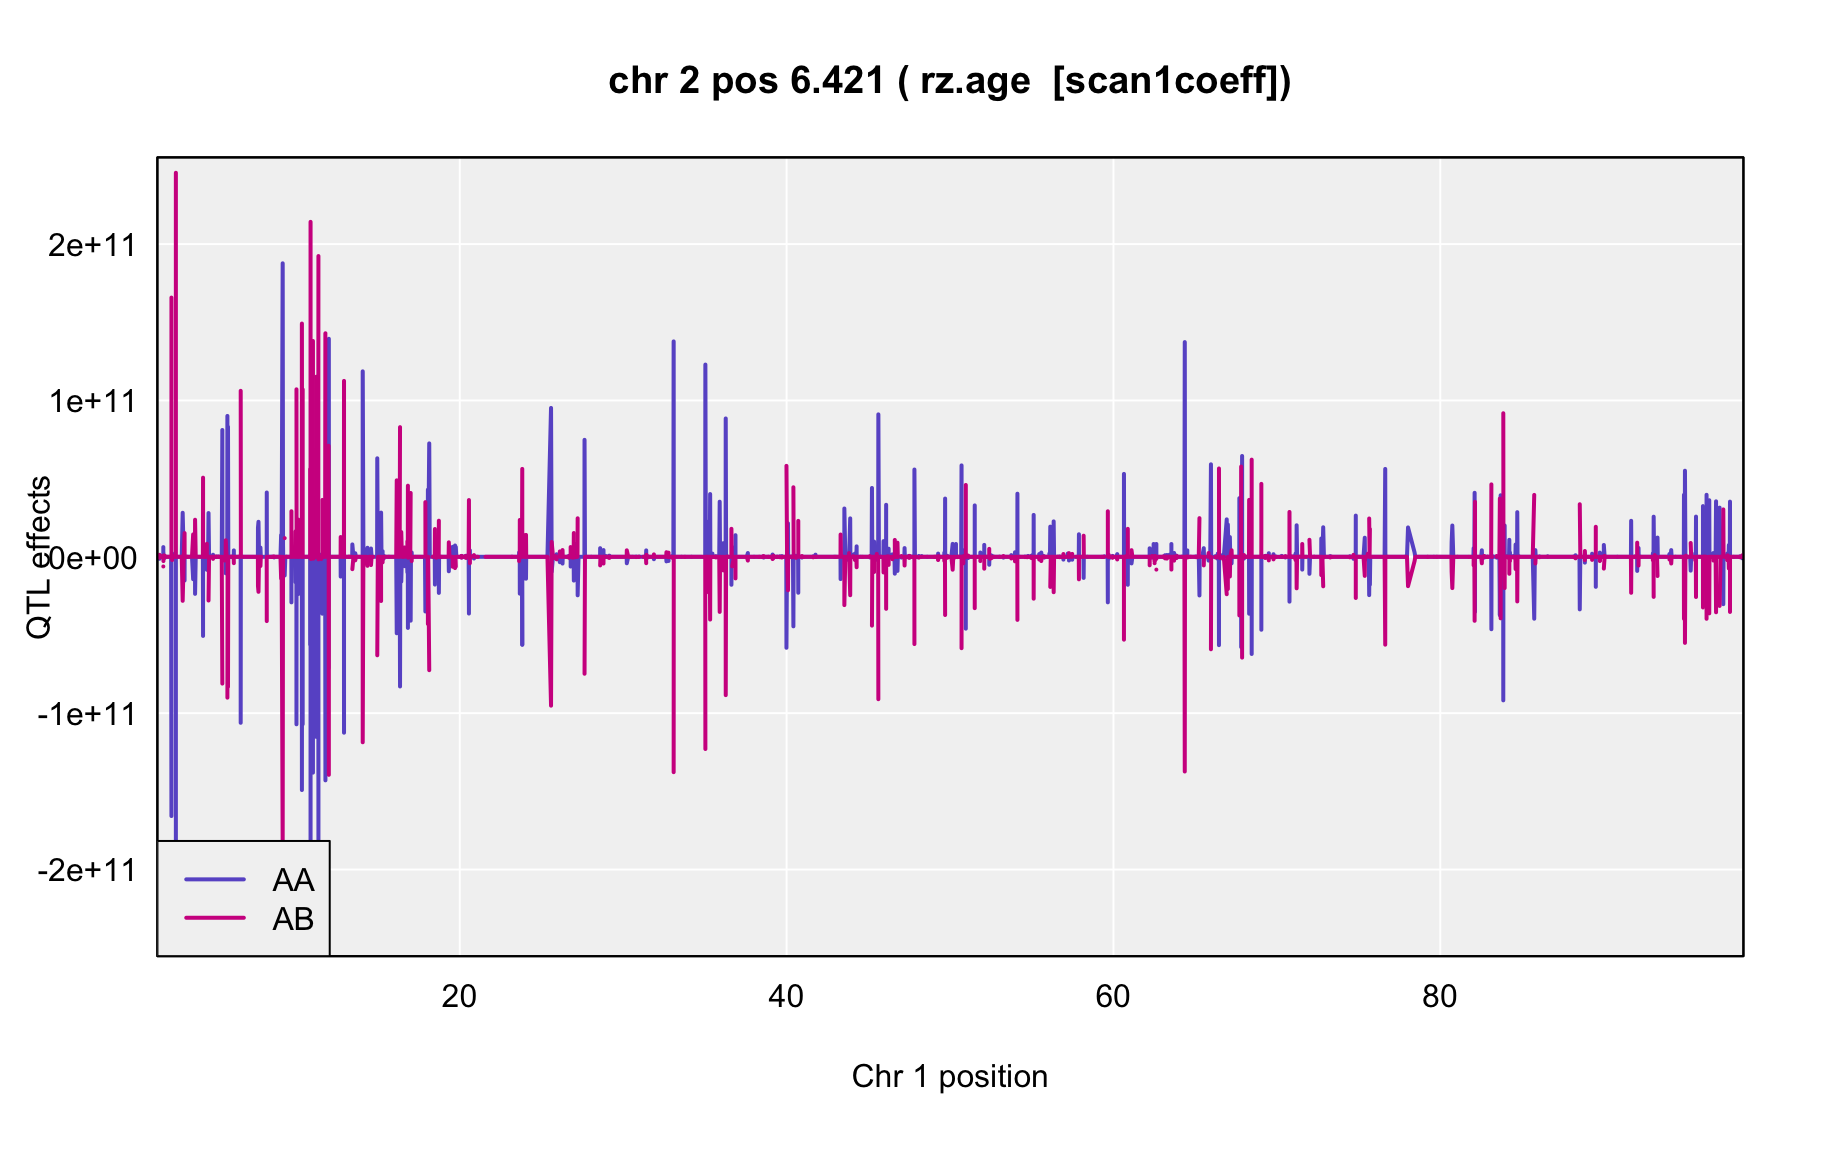 chr 2 pos 6.421 ( rz.age  [scan1coeff])
QTL effects
2e+11
1e+11
0e+00
-1e+11
-2e+11
AA
AB
20
40
60
80
Chr 1 position